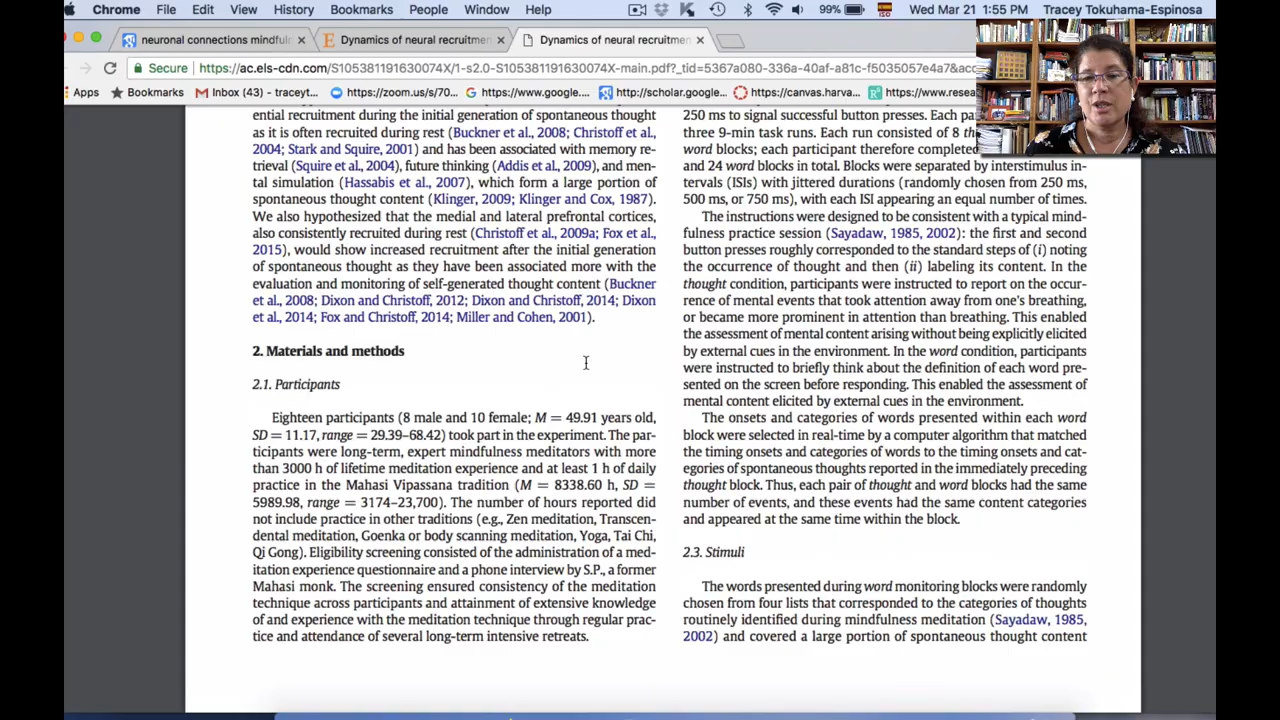 Chrome File Edit View History Bookmarks People Window Help 99% ISO Wed Mar 21 1:55 PM Tracey Tokuhama-Espinosa
neuronal connections mindful × Dynamics of neural recruitmen × Dynamics of neural recruitmen ×
Secure https://ac.els-cdn.com/S105381191630074X/1-s2.0-S105381191630074X-main.pdf?_tid=5367a080-336a-40af-a81c-f5035057e4a7&acc
Apps Bookmarks Inbox (43) - traceyt... https://zoom.us/s/70... https://www.google.... http://scholar.google... https://canvas.harva... https://www.resea
ential recruitment during the initial generation of spontaneous thought
as it is often recruited during rest (Buckner et al., 2008; Christoff et al.,
2004; Stark and Squire, 2001) and has been associated with memory re-
trieval (Squire et al., 2004), future thinking (Addis et al., 2009), and men-
tal simulation (Hassabis et al., 2007), which form a large portion of
spontaneous thought content (Klinger, 2009; Klinger and Cox, 1987).
We also hypothesized that the medial and lateral prefrontal cortices,
also consistently recruited during rest (Christoff et al., 2009a; Fox et al.,
2015), would show increased recruitment after the initial generation
of spontaneous thought as they have been associated more with the
evaluation and monitoring of self-generated thought content (Buckner
et al., 2008; Dixon and Christoff, 2012; Dixon and Christoff, 2014; Dixon
et al., 2014; Fox and Christoff, 2014; Miller and Cohen, 2001).
2. Materials and methods
2.1. Participants
Eighteen participants (8 male and 10 female; M = 49.91 years old,
SD = 11.17, range = 29.39–68.42) took part in the experiment. The par-
ticipants were long-term, expert mindfulness meditators with more
than 3000 h of lifetime meditation experience and at least 1 h of daily
practice in the Mahasi Vipassana tradition (M = 8338.60 h, SD =
5989.98, range = 3174–23,700). The number of hours reported did
not include practice in other traditions (e.g., Zen meditation, Transcen-
dental meditation, Goenka or body scanning meditation, Yoga, Tai Chi,
Qi Gong). Eligibility screening consisted of the administration of a med-
itation experience questionnaire and a phone interview by S.P., a former
Mahasi monk. The screening ensured consistency of the meditation
technique across participants and attainment of extensive knowledge
of and experience with the meditation technique through regular prac-
tice and attendance of several long-term intensive retreats.
250 ms to signal successful button presses. Each pa
three 9-min task runs. Each run consisted of 8 th
word blocks; each participant therefore completed
and 24 word blocks in total. Blocks were separated by interstimulus in-
tervals (ISIs) with jittered durations (randomly chosen from 250 ms,
500 ms, or 750 ms), with each ISI appearing an equal number of times.
The instructions were designed to be consistent with a typical mind-
fulness practice session (Sayadaw, 1985, 2002): the first and second
button presses roughly corresponded to the standard steps of (i) noting
the occurrence of thought and then (ii) labeling its content. In the
thought condition, participants were instructed to report on the occur-
rence of mental events that took attention away from one's breathing,
or became more prominent in attention than breathing. This enabled
the assessment of mental content arising without being explicitly elicited
by external cues in the environment. In the word condition, participants
were instructed to briefly think about the definition of each word pre-
sented on the screen before responding. This enabled the assessment of
mental content elicited by external cues in the environment.
The onsets and categories of words presented within each word
block were selected in real-time by a computer algorithm that matched
the timing onsets and categories of words to the timing onsets and cat-
egories of spontaneous thoughts reported in the immediately preceding
thought block. Thus, each pair of thought and word blocks had the same
number of events, and these events had the same content categories
and appeared at the same time within the block.
2.3. Stimuli
The words presented during word monitoring blocks were randomly
chosen from four lists that corresponded to the categories of thoughts
routinely identified during mindfulness meditation (Sayadaw, 1985,
2002) and covered a large portion of spontaneous thought content